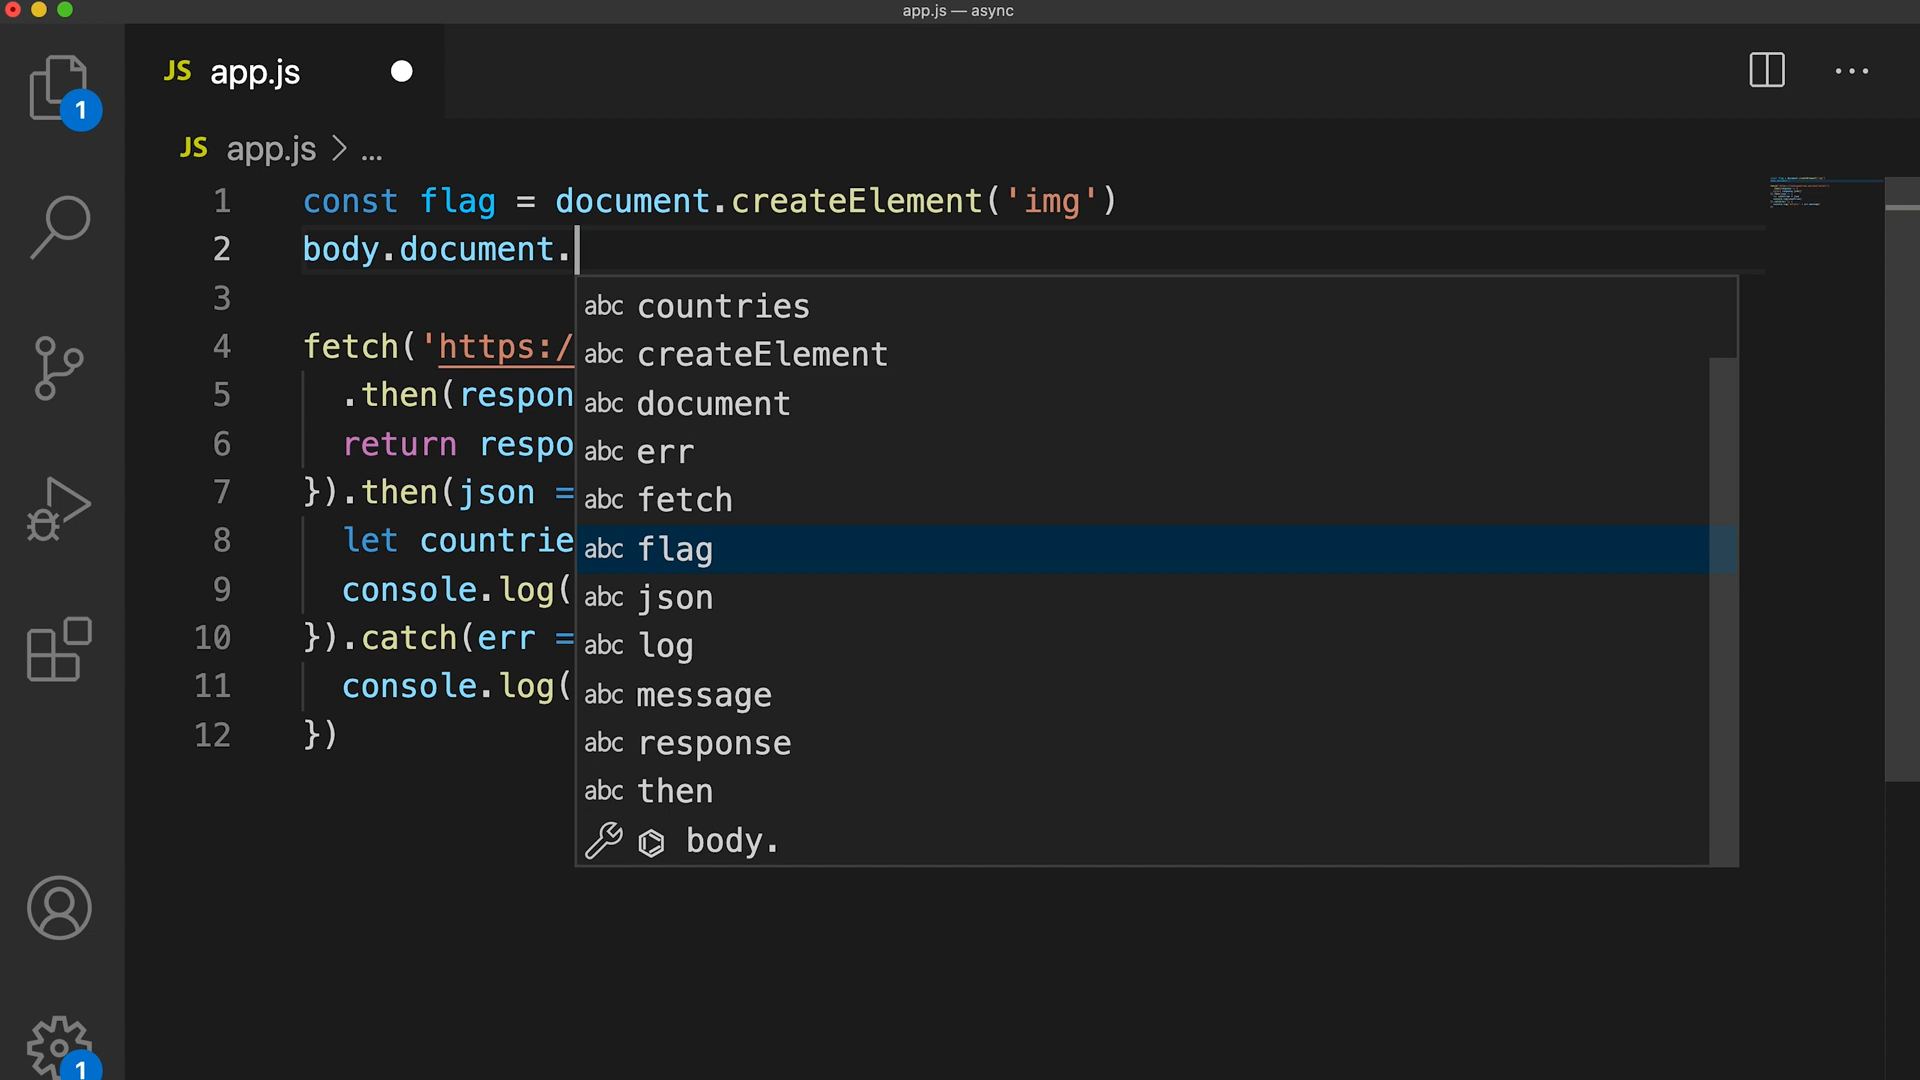 app.js — async
JS app.js
1
JS app.js > ...
1 const flag = document.createElement('img')
2 body.document.
3
4 fetch('https:/
5 .then(respon
6 return respo
7 }).then(json =
8 let countrie
9 console.log(
10 }).catch(err =
11 console.log(
12 })
abc countries
abc createElement
abc document
abc err
abc fetch
abc flag
abc json
abc log
abc message
abc response
abc then
body.
1